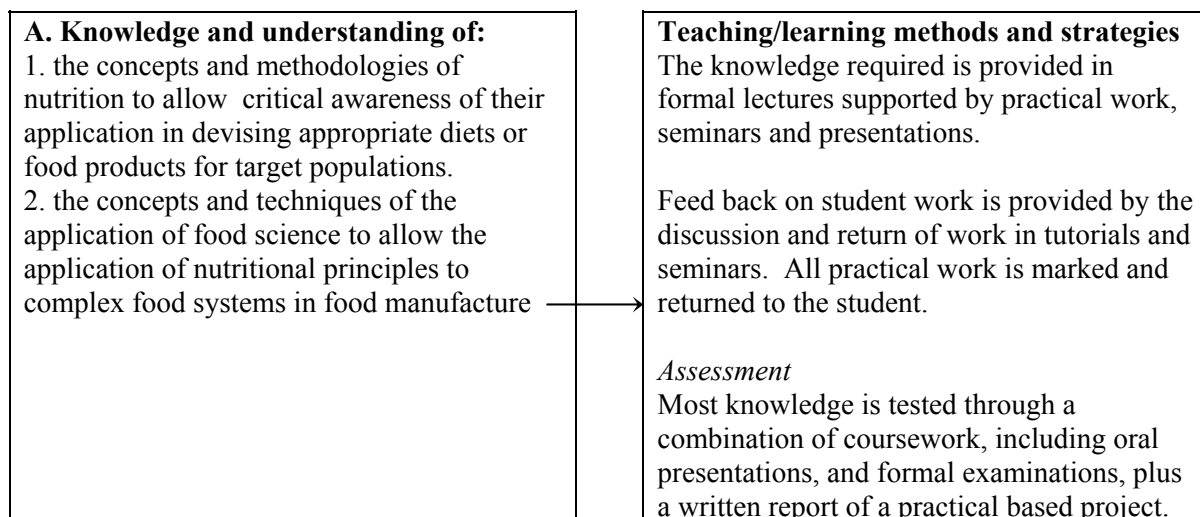 A. Knowledge and understanding of:
1. the concepts and methodologies of
nutrition to allow  critical awareness of their
application in devising appropriate diets or
food products for target populations.
2. the concepts and techniques of the
application of food science to allow the
application of nutritional principles to
complex food systems in food manufacture
Teaching/learning methods and strategies
The knowledge required is provided in
formal lectures supported by practical work,
seminars and presentations.
Feed back on student work is provided by the
discussion and return of work in tutorials and
seminars.  All practical work is marked and
returned to the student.
Assessment
Most knowledge is tested through a
combination of coursework, including oral
presentations, and formal examinations, plus
a written report of a practical based project.